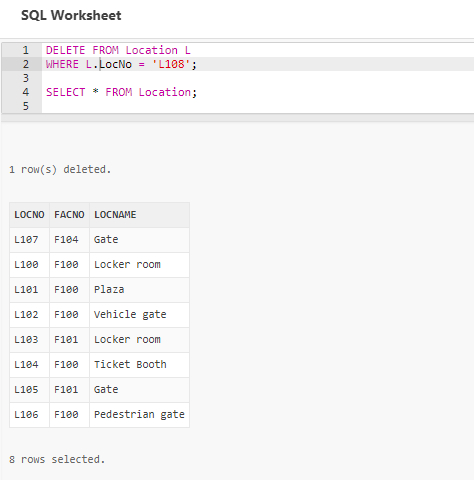 SQL Worksheet
1 DELETE FROM Location L
2 WHERE L.LocNo = 'L108';
3
4 SELECT * FROM Location;
5
1 row(s) deleted.
LOCNO FACNO LOCNAME
L107 F104 Gate
L100 F100 Locker room
L101 F100 Plaza
L102 F100 Vehicle gate
L103 F101 Locker room
L104 F100 Ticket Booth
L105 F101 Gate
L106 F100 Pedestrian gate
8 rows selected.